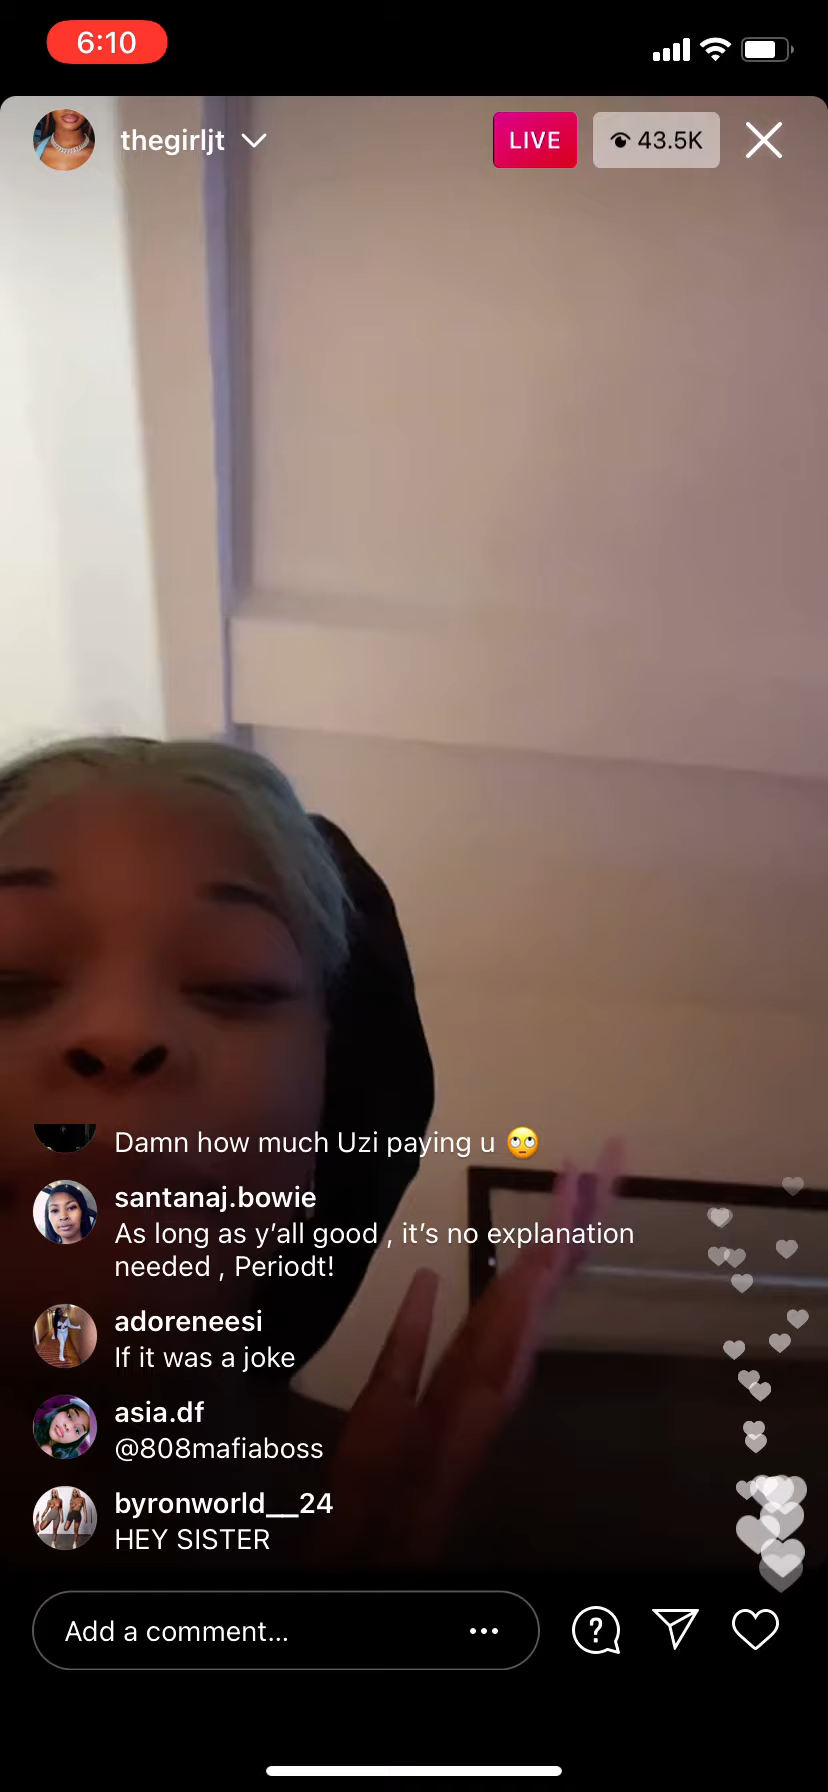 6:10
thegirljt
LIVE
43.5K
Damn how much Uzi paying u 🙄
santanaj.bowie
As long as y’all good , it’s no explanation
needed , Periodt!
adoreneesi
If it was a joke
asia.df
@808mafiaboss
byronworld__24
HEY SISTER
Add a comment...